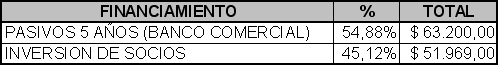 FINANCIAMIENTO % TOTAL
PASIVOS 5 AÑOS (BANCO COMERCIAL) 54,88% $ 63.200,00
INVERSION DE SOCIOS 45,12% $ 51.969,00